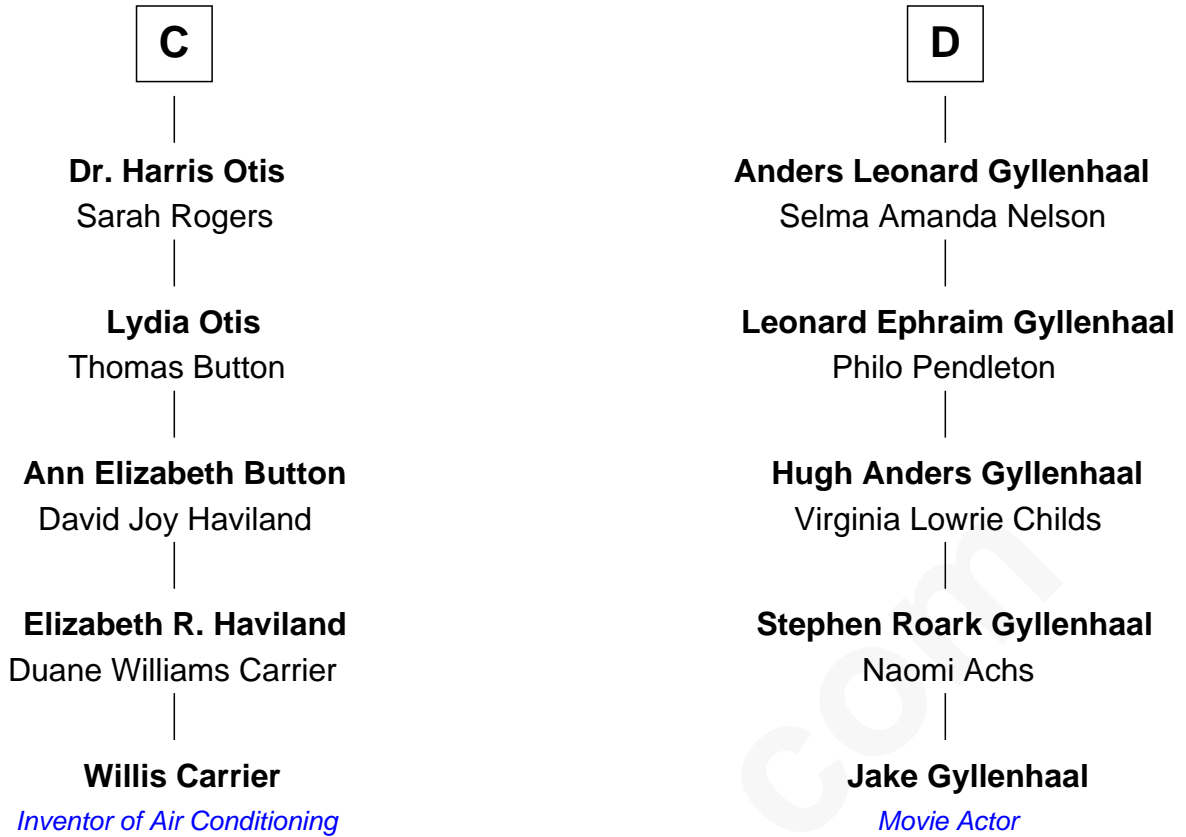 C
Dr. Harris Otis
Sarah Rogers
Lydia Otis
Thomas Button
Ann Elizabeth Button
David Joy Haviland
Elizabeth R. Haviland
Duane Williams Carrier
Willis Carrier
Inventor of Air Conditioning
D
Anders Leonard Gyllenhaal
Selma Amanda Nelson
Leonard Ephraim Gyllenhaal
Philo Pendleton
Hugh Anders Gyllenhaal
Virginia Lowrie Childs
Stephen Roark Gyllenhaal
Naomi Achs
Jake Gyllenhaal
Movie Actor
com